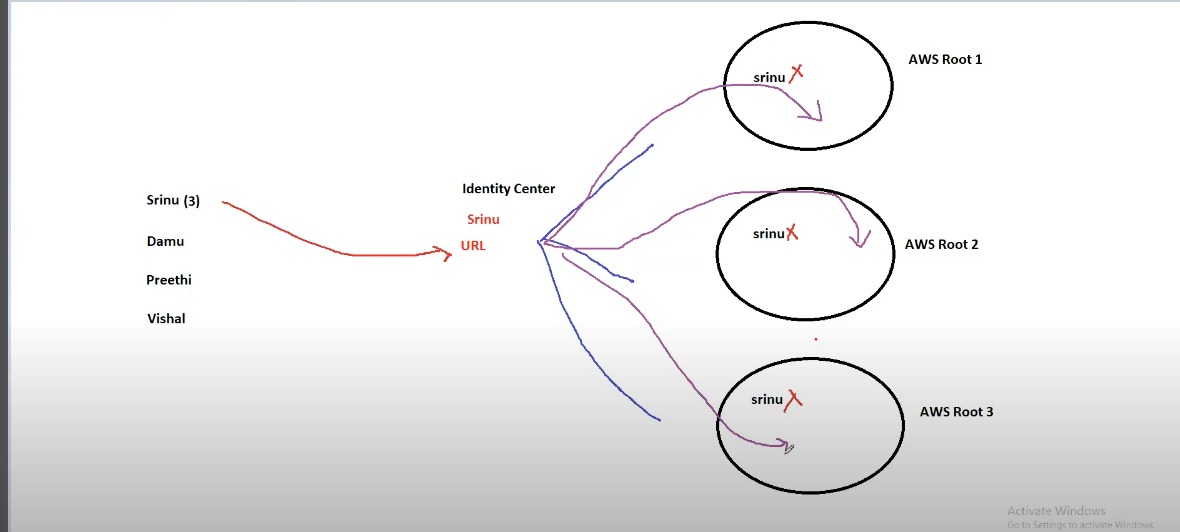 Srinu (3)
Damu
Preethi
Vishal
Identity Center
Srinu
URL
srinu
AWS Root 1
srinu
AWS Root 2
srinu
AWS Root 3
Activate Windows
Go to Settings to activate Windows.